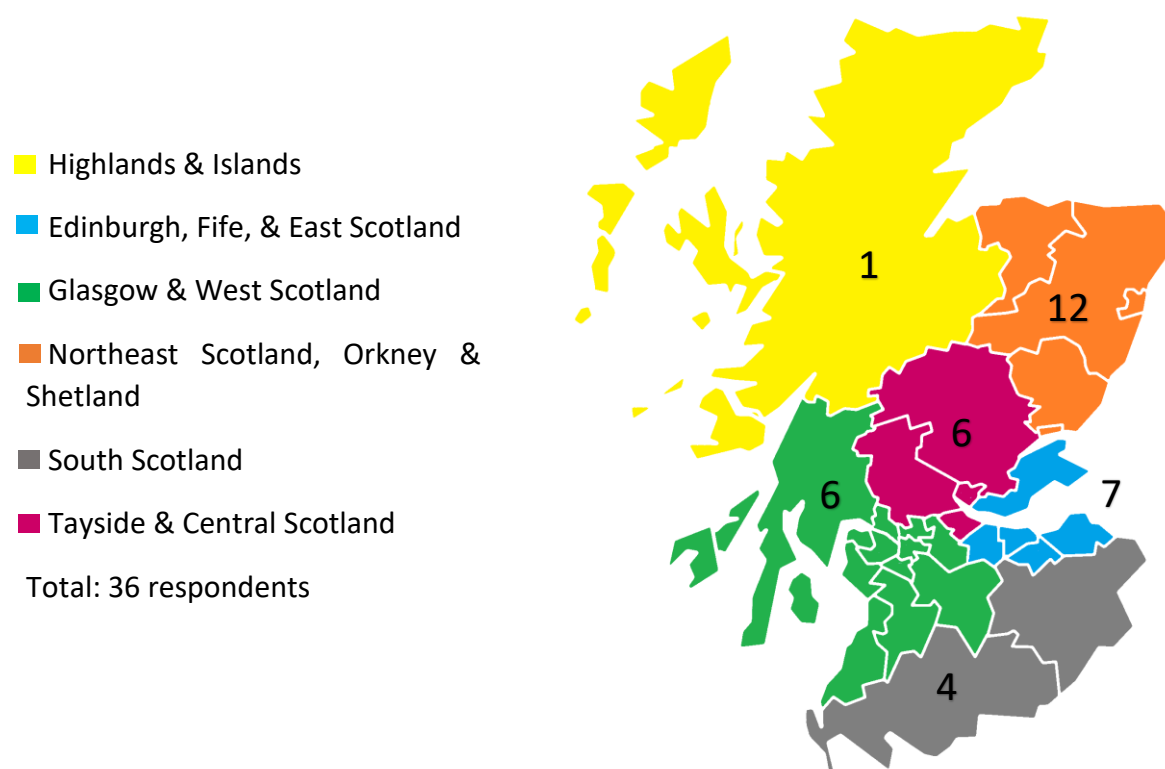 Highlands & Islands
Edinburgh, Fife, & East Scotland
Glasgow & West Scotland
Northeast Scotland, Orkney &
Shetland
South Scotland
Tayside & Central Scotland
Total: 36 respondents
1
12
6
6
7
4